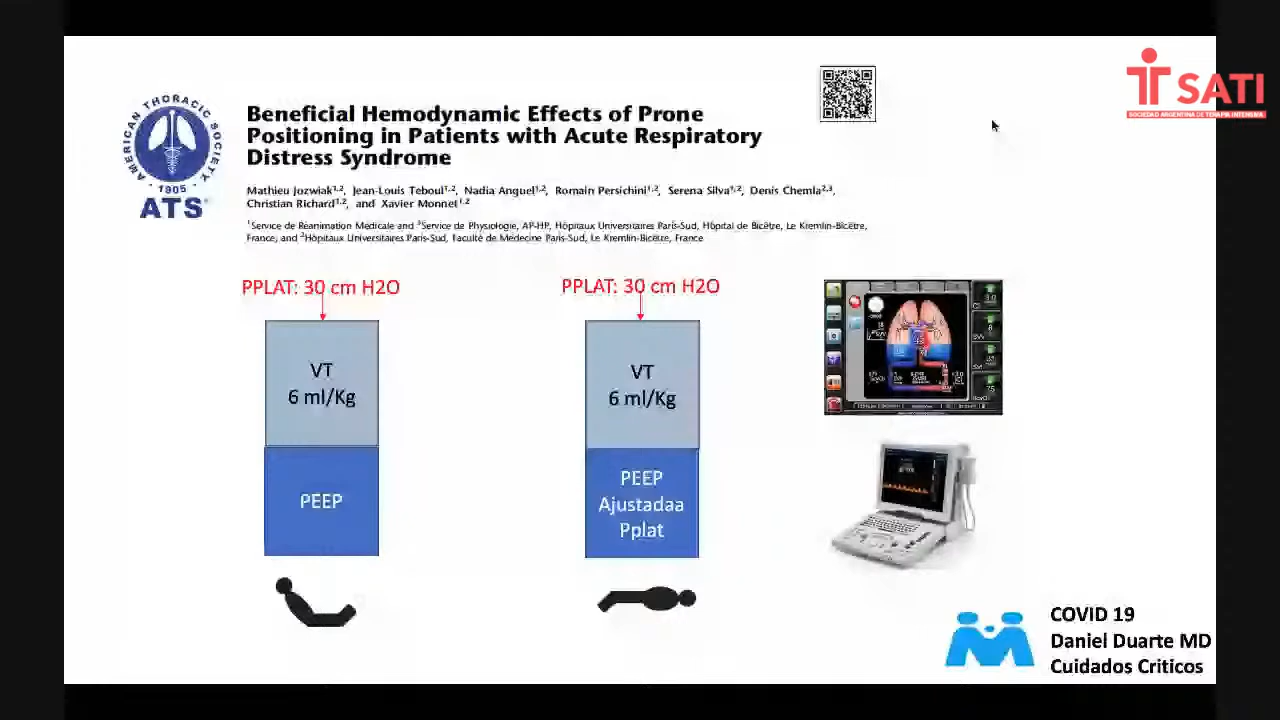 AMERICAN THORACIC SOCIETY
• 1905 •
ATS
Beneficial Hemodynamic Effects of Prone
Positioning in Patients with Acute Respiratory
Distress Syndrome
Mathieu Jozwiak1,2, Jean-Louis Teboul1,2, Nadia Anguel1,2, Romain Persichini1,2, Serena Silva1,2, Denis Chemla2,3,
Christian Richard1,2, and Xavier Monnet1,2
1Service de Réanimation Médicale and 3Service de Physiologie, AP-HP, Hôpitaux Universitaires Paris-Sud, Hôpital de Bicêtre, Le Kremlin-Bicêtre,
France; and 2Hôpitaux Universitaires Paris-Sud, Faculté de Médecine Paris-Sud, Le Kremlin-Bicêtre, France
SATI
SOCIEDAD ARGENTINA DE TERAPIA INTENSIVA
PPLAT: 30 cm H2O
VT
6 ml/Kg
PEEP
PPLAT: 30 cm H2O
VT
6 ml/Kg
PEEP
Ajustadaa
Pplat
COVID 19
Daniel Duarte MD
Cuidados Criticos